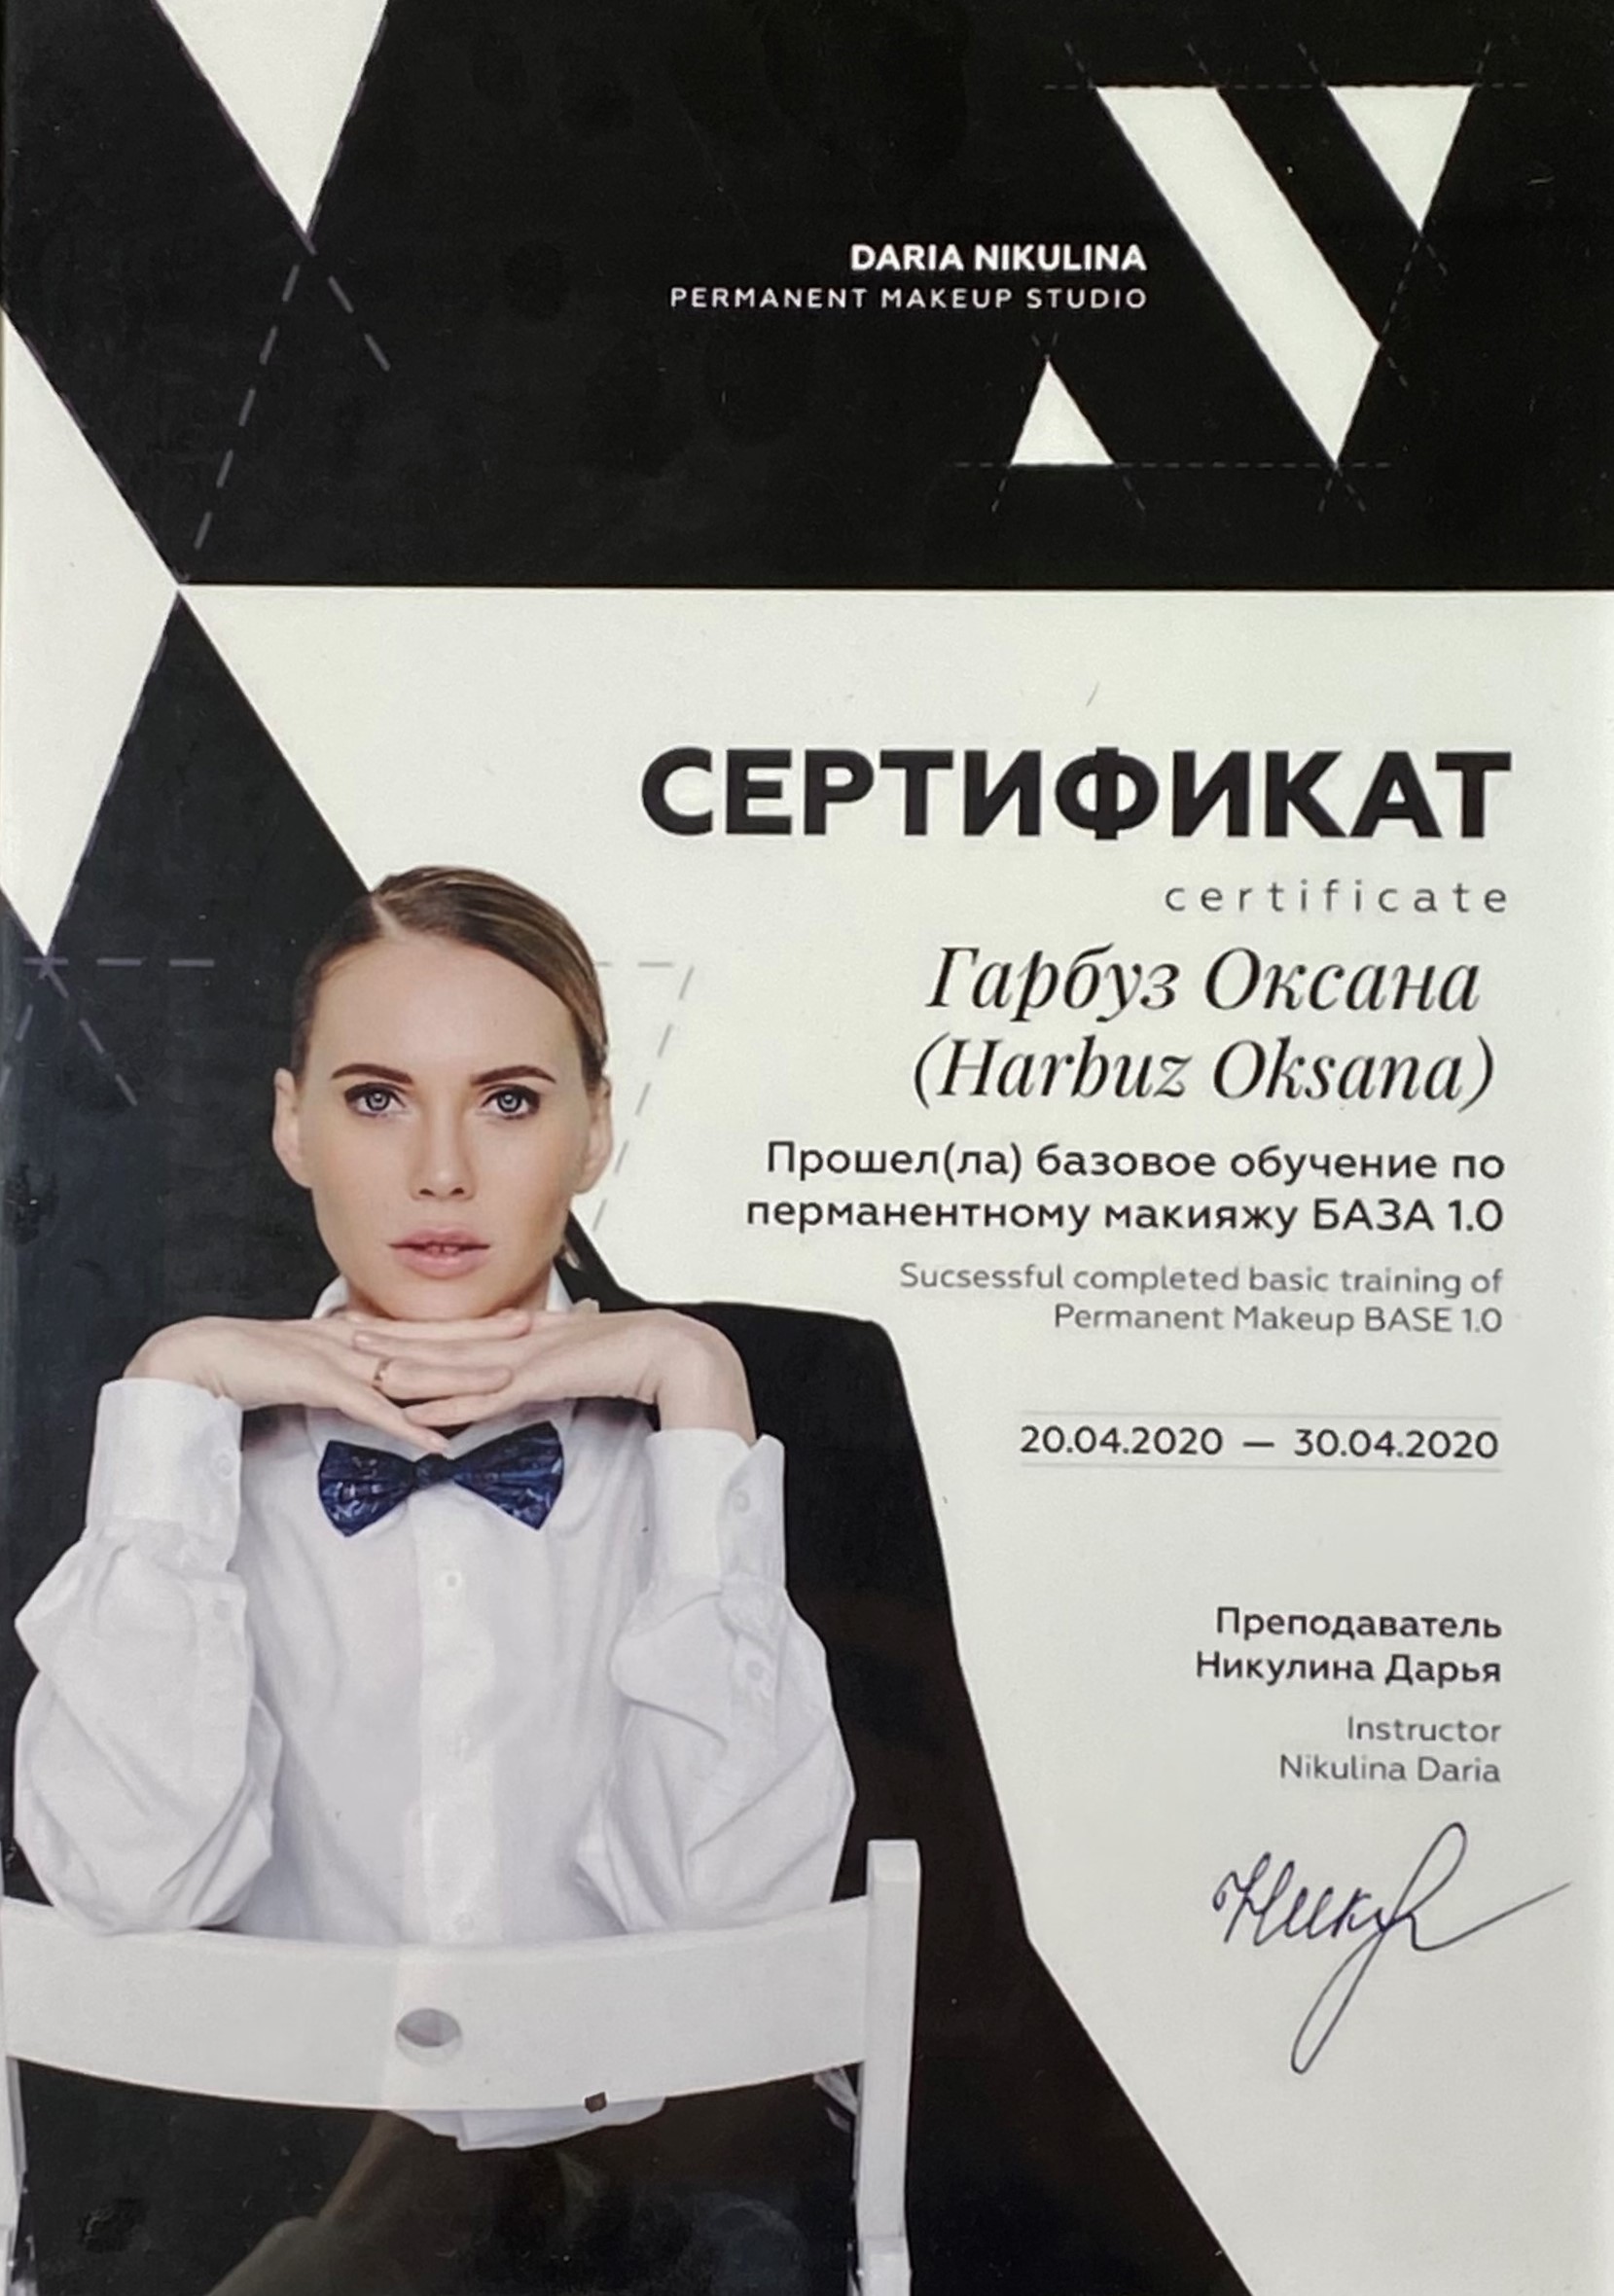 DARIA NIKULINA
PERMANENT MAKEUP STUDIO
СЕРТИФИКАТ
certificate
Гарбуз Оксана
(Harbuz Oksana)
Прошел(ла) базовое обучение по
перманентному макияжу БАЗА 1.0
Sucsessful completed basic training of
Permanent Makeup BASE 1.0
20.04.2020 — 30.04.2020
Преподаватель
Никулина Дарья
Instructor
Nikulina Daria